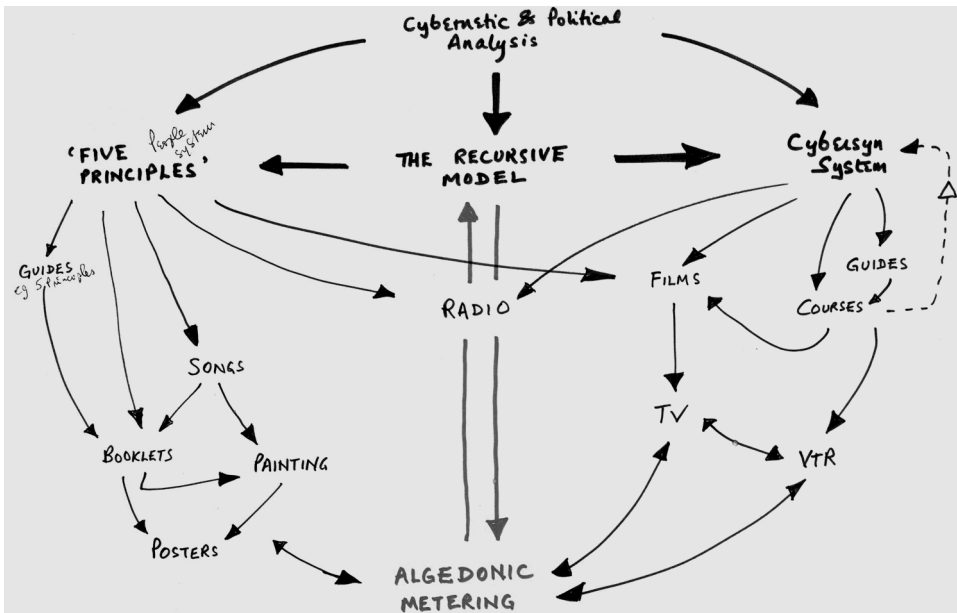 Cybernetic & Political
Analysis
'FIVE
PRINCIPLES'
People
system
THE RECURSIVE
MODEL
Cybersyn
System
GUIDES
eg 5 Principles
RADIO
FILMS
GUIDES
COURSES
SONGS
TV
BOOKLETS
PAINTING
VTR
POSTERS
ALGEDONIC
METERING